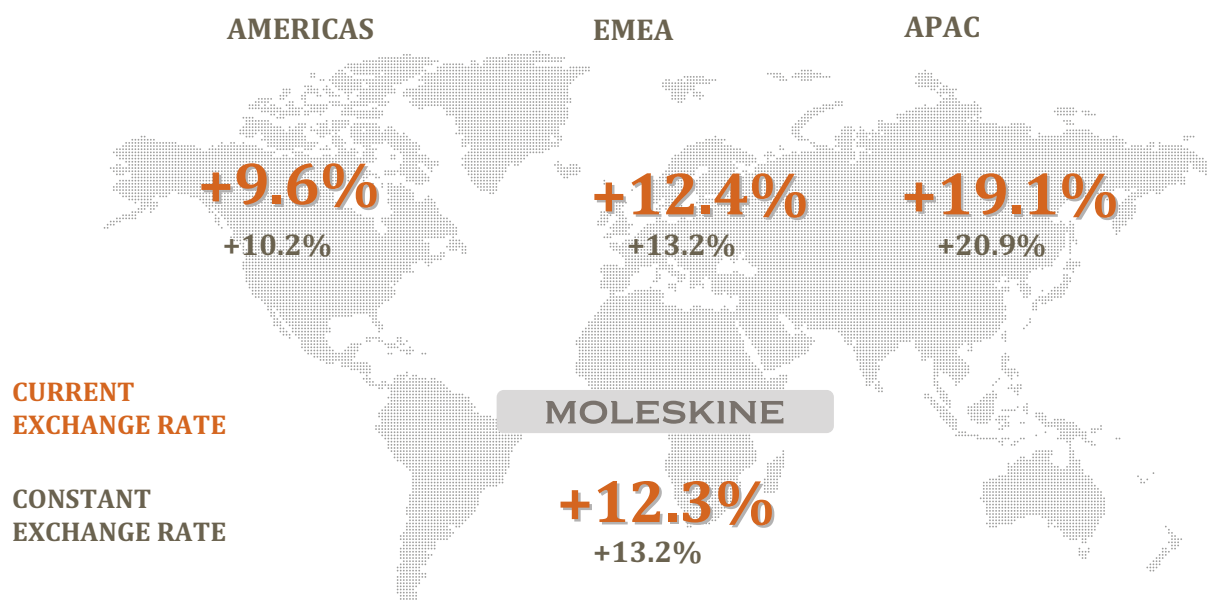 AMERICAS
EMEA
APAC
+9.6%
+12.4%
+19.1%
+10.2%
+13.2%
+20.9%
CURRENT
EXCHANGE RATE
MOLESKINE
CONSTANT
EXCHANGE RATE
+12.3%
+13.2%